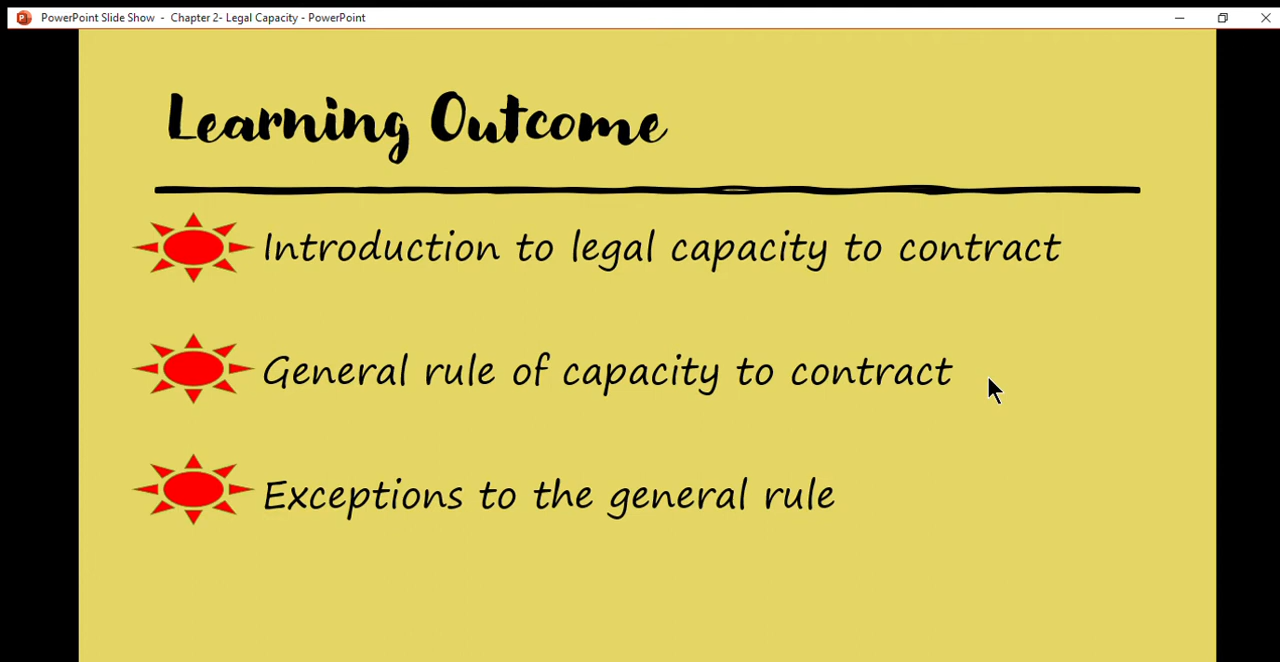 PowerPoint Slide Show - Chapter 2- Legal Capacity - PowerPoint
Learning Outcome
Introduction to legal capacity to contract
General rule of capacity to contract
Exceptions to the general rule